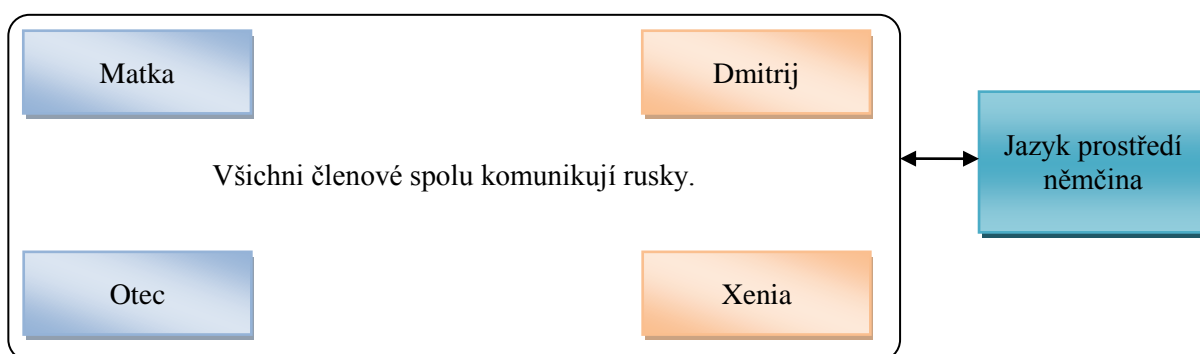 Matka
Dmitrij
Všichni členové spolu komunikují rusky.
Jazyk prostředí
němčina
Otec
Xenia